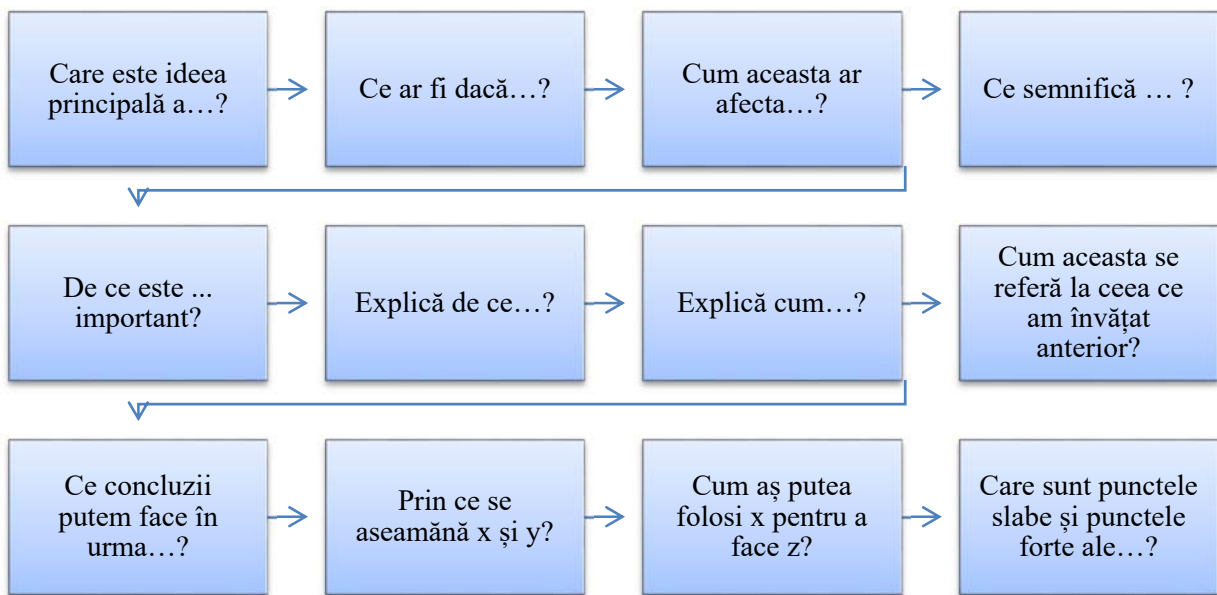 Care este ideea
principală a…?
Ce ar fi dacă…?
Cum aceasta ar
afecta…?
Ce semnifică … ?
De ce este ...
important?
Explică de ce…?
Explică cum…?
Cum aceasta se
referă la ceea ce
am învățat
anterior?
Ce concluzii
putem face în
urma…?
Prin ce se
aseamănă x și y?
Cum aș putea
folosi x pentru a
face z?
Care sunt punctele
slabe și punctele
forte ale…?